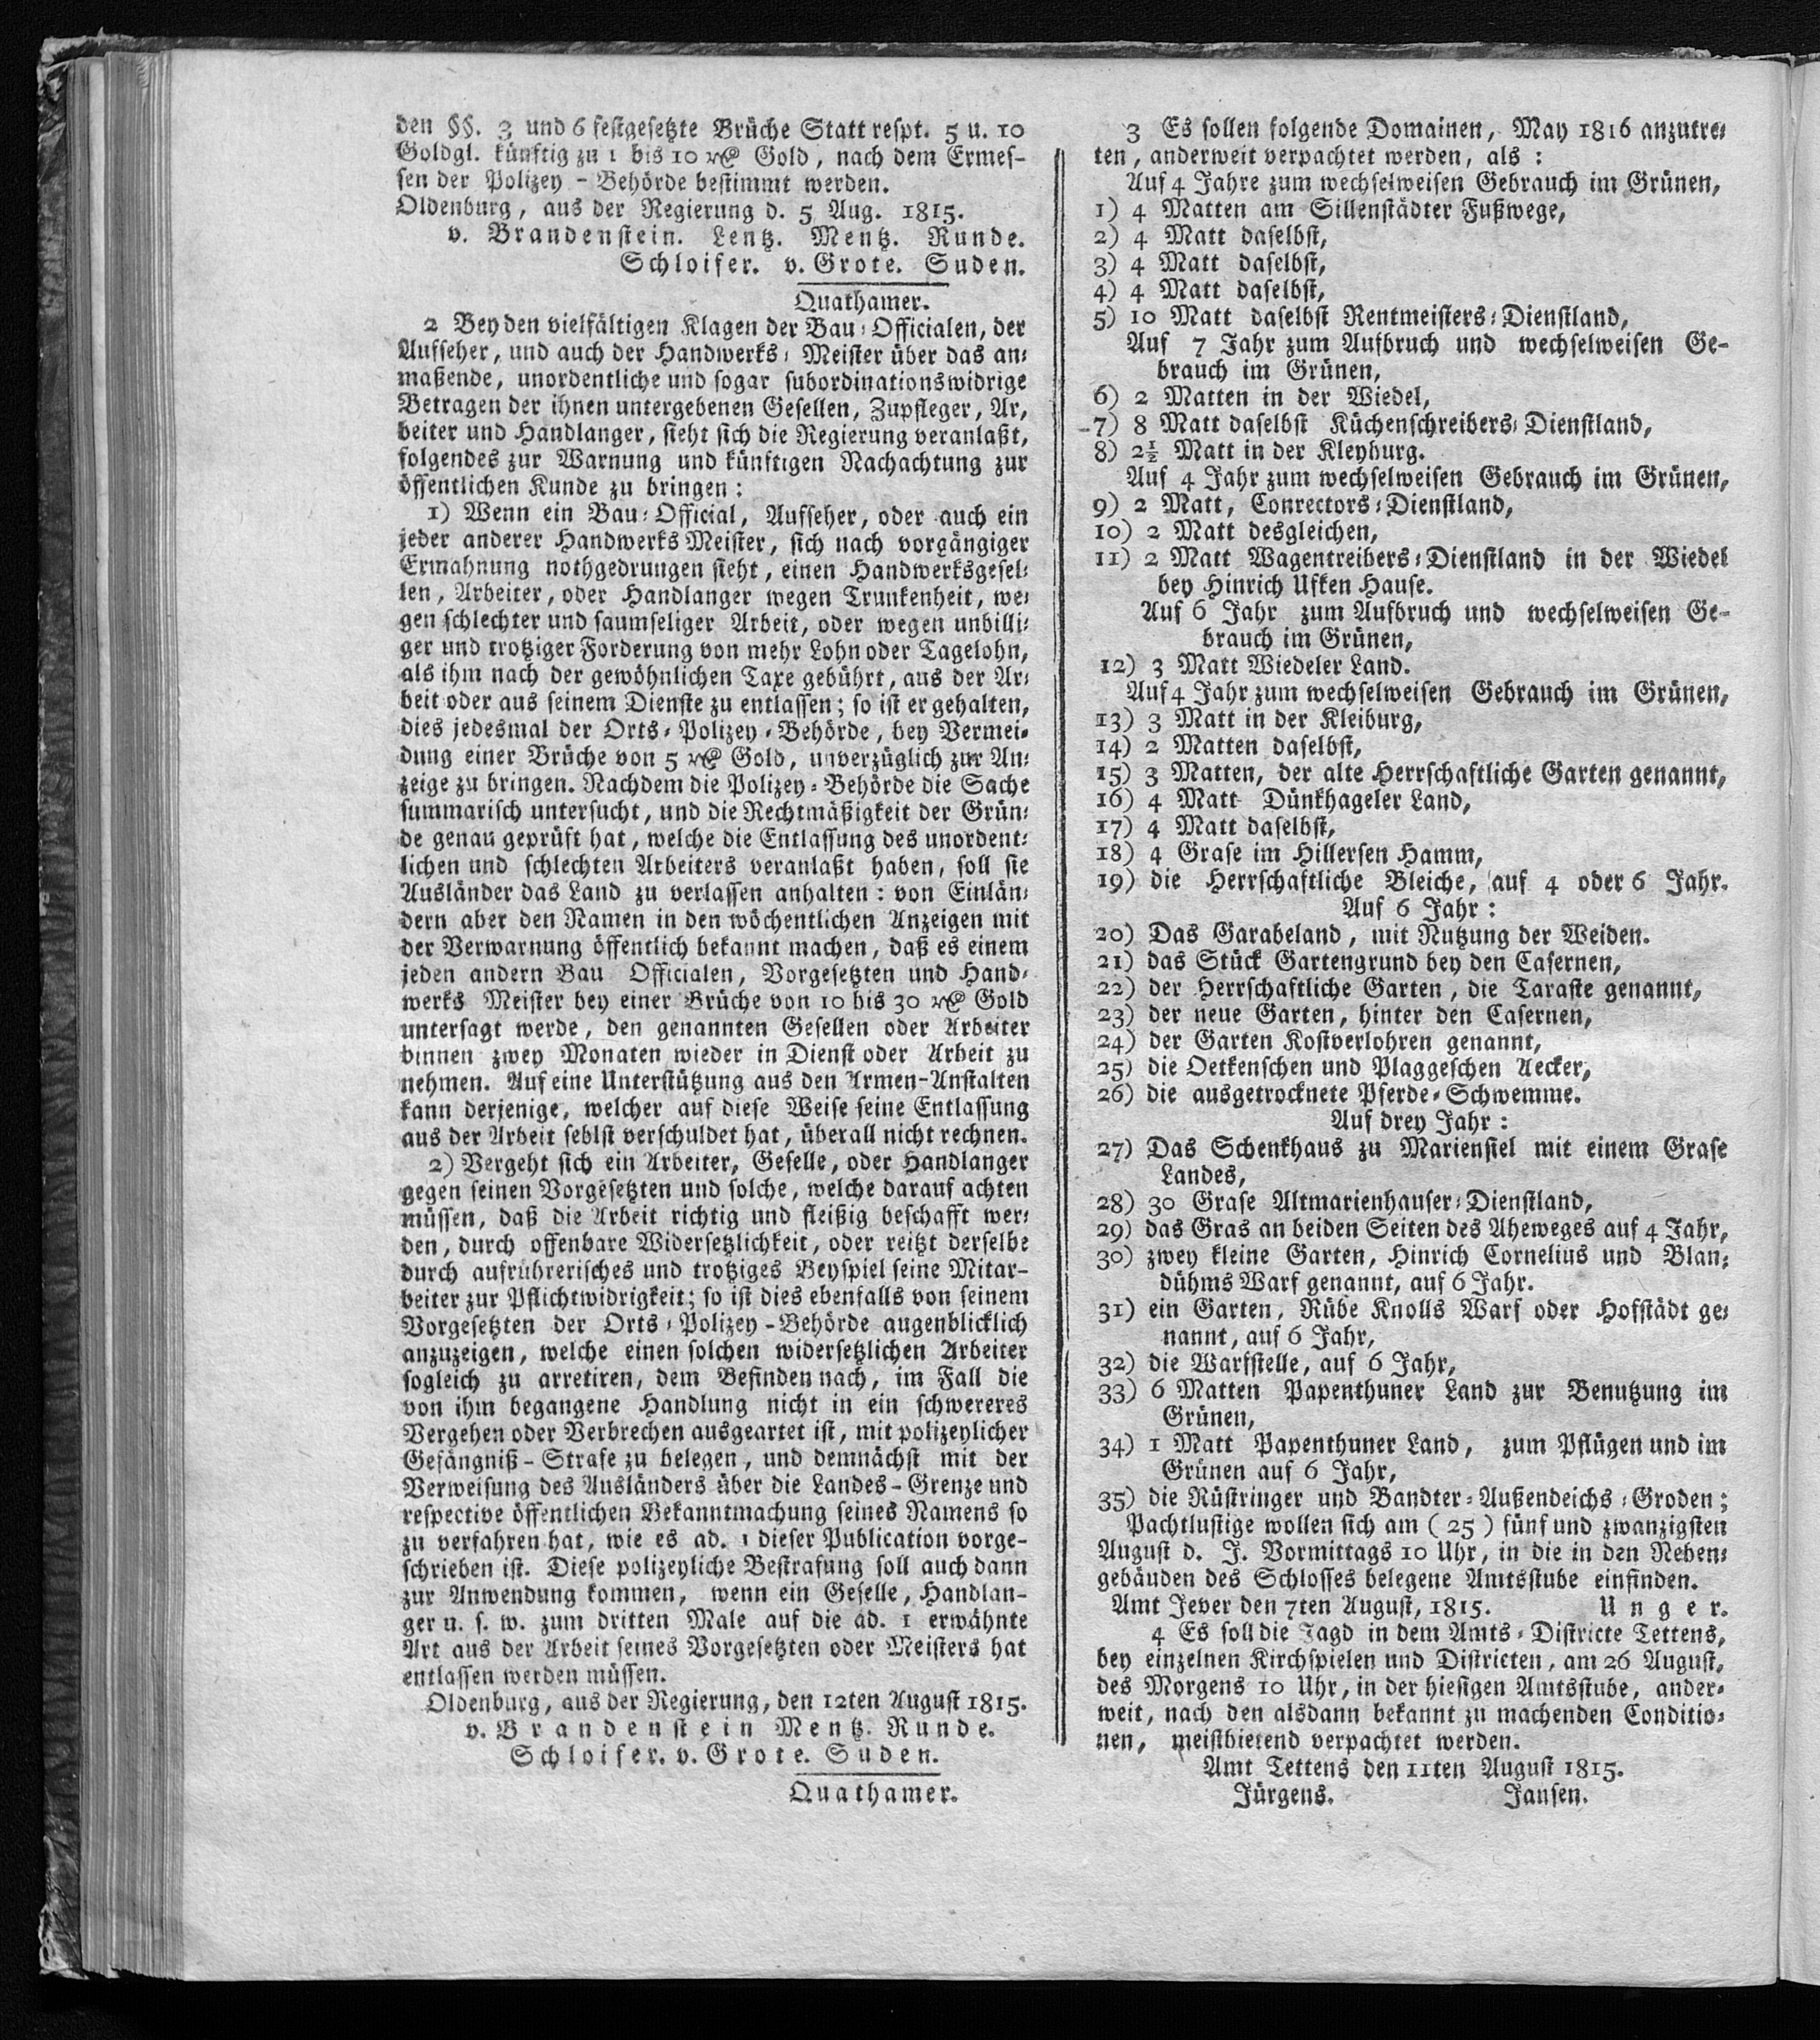 den §§. 3 und 6 festgesetzte Brüche Statt respt. 5 u. 10
Goldgl. künftig zu 1 bis 10 Gold, nach dem Ermes-
sen der Polizey-Behörde bestimmt werden.
Oldenburg, aus der Regierung d. 5 Aug. 1815.
v. Brandenstein. Lentz. Mentz. Runde.
Schloifer. v. Grote. Suden.
Quathamer.
2 Bey den vielfältigen Klagen der Bau-Officialen, der
Aufseher, und auch der Handwerks-Meister über das an-
maßende, unordentliche und sogar subordinationswidrige
Betragen der ihnen untergebenen Gesellen, Zupfleger, Ar,
beiter und Handlanger, sieht sich die Regierung veranlaßt,
folgendes zur Warnung und künftigen Nachachtung zur
öffentlichen Kunde zu bringen:
1) Wenn ein Bau-Official, Aufseher, oder auch ein
jeder anderer Handwerks Meister, sich nach vorgängiger
Ermahnung nothgedrungen sieht, einen Handwerksgesel-
len, Arbeiter, oder Handlanger wegen Trunkenheit, we-
gen schlechter und saumseliger Arbeit, oder wegen unbilli-
ger und trotziger Forderung von mehr Lohn oder Tagelohn,
als ihm nach der gewöhnlichen Taxe gebührt, aus der Ar-
beit oder aus seinem Dienste zu entlassen; so ist er gehalten,
dies jedesmal der Orts-Polizey-Behörde, bey Vermei-
dung einer Brüche von 5 Gold, unverzüglich zur An-
zeige zu bringen. Nachdem die Polizey-Behörde die Sache
summarisch untersucht, und die Rechtmäßigkeit der Grün-
de genau geprüft hat, welche die Entlassung des unordent-
lichen und schlechten Arbeiters veranlaßt haben, soll sie
Ausländer das Land zu verlassen anhalten: von Einlän-
dern aber den Namen in den wöchentlichen Anzeigen mit
der Verwarnung öffentlich bekannt machen, daß es einem
jeden andern Bau Officialen, Vorgesetzten und Hand-
werks Meister bey einer Brüche von 10 bis 30 Gold
untersagt werde, den genannten Gesellen oder Arbeiter
binnen zwey Monaten wieder in Dienst oder Arbeit zu
nehmen. Auf eine Unterstützung aus den Armen-Anstalten
kann derjenige, welcher auf diese Weise seine Entlassung
aus der Arbeit seblst verschuldet hat, überall nicht rechnen.
2) Vergeht sich ein Arbeiter, Geselle, oder Handlanger
gegen seinen Vorgesetzten und solche, welche darauf achten
müssen, daß die Arbeit richtig und fleißig beschafft wer-
den, durch offenbare Widersetzlichkeit, oder reitzt derselbe
durch aufrührerisches und trotziges Beyspiel seine Mitar-
beiter zur Pflichtwidrigkeit; so ist dies ebenfalls von seinem
Vorgesetzten der Orts-Polizey-Behörde augenblicklich
anzuzeigen, welche einen solchen widersetzlichen Arbeiter
sogleich zu arretiren, dem Befinden nach, im Fall die
von ihm begangene Handlung nicht in ein schwereres
Vergehen oder Verbrechen ausgeartet ist, mit polizeylicher
Gefängniß-Strafe zu belegen, und demnächst mit der
Verweisung des Ausländers über die Landes-Grenze und
respective öffentlichen Bekanntmachung seines Namens so
zu verfahren hat, wie es ad. 1 dieser Publication vorge-
schrieben ist. Diese polizeyliche Bestrafung soll auch dann
zur Anwendung kommen, wenn ein Geselle, Handlan-
ger u. s. w. zum dritten Male auf die ad. 1 erwähnte
Art aus der Arbeit seines Vorgesetzten oder Meisters hat
entlassen werden müssen.
Oldenburg, aus der Regierung, den 12ten August 1815.
v. Brandenstein Mentz. Runde.
Schloifer. v. Grote. Suden.
Quathamer.
3 Es sollen folgende Domainen, May 1816 anzutre-
ten, anderweit verpachtet werden, als:
Auf 4 Jahre zum wechselweisen Gebrauch im Grünen,
1) 4 Matten am Sillenstädter Fußwege,
2) 4 Matt daselbst,
3) 4 Matt daselbst,
4) 4 Matt daselbst,
5) 10 Matt daselbst Rentmeisters-Dienstland,
Auf 7 Jahr zum Aufbruch und wechselweisen Ge-
brauch im Grünen,
6) 2 Matten in der Wiedel,
7) 8 Matt daselbst Küchenschreibers-Dienstland,
8) 2½ Matt in der Kleyburg.
Auf 4 Jahr zum wechselweisen Gebrauch im Grünen,
9) 2 Matt, Conrectors-Dienstland,
10) 2 Matt desgleichen,
11) 2 Matt Wagentreibers-Dienstland in der Wiedel
bey Hinrich Ufken Hause.
Auf 6 Jahr zum Aufbruch und wechselweisen Ge-
brauch im Grünen,
12) 3 Matt Wiedeler Land.
Auf 4 Jahr zum wechselweisen Gebrauch im Grünen,
13) 3 Matt in der Kleiburg,
14) 2 Matten daselbst,
15) 3 Matten, der alte Herrschaftliche Garten genannt,
16) 4 Matt Dünkhageler Land,
17) 4 Matt daselbst,
18) 4 Grase im Hillersen Hamm,
19) die Herrschaftliche Bleiche, auf 4 oder 6 Jahr.
Auf 6 Jahr:
20) Das Garabeland, mit Nutzung der Weiden.
21) das Stück Gartengrund bey den Casernen,
22) der Herrschaftliche Garten, die Taraste genannt,
23) der neue Garten, hinter den Casernen,
24) der Garten Kostverlohren genannt,
25) die Oetkenschen und Plaggeschen Aecker,
26) die ausgetrocknete Pferde-Schwemme.
Auf drey Jahr:
27) Das Schenkhaus zu Mariensiel mit einem Grase
Landes,
28) 30 Grase Altmarienhauser-Dienstland,
29) das Gras an beiden Seiten des Aheweges auf 4 Jahr,
30) zwey kleine Garten, Hinrich Cornelius und Blan-
dühms Warf genannt, auf 6 Jahr.
31) ein Garten, Rübe Knolls Warf oder Hofstädt ge-
nannt, auf 6 Jahr,
32) die Warfstelle, auf 6 Jahr,
33) 6 Matten Papenthuner Land zur Benutzung im
Grünen,
34) 1 Matt Papenthuner Land, zum Pflügen und im
Grünen auf 6 Jahr,
35) die Rüstringer und Bandter-Außendeichs-Groden;
Pachtlustige wollen sich am (25) fünf und zwanzigsten
August d. J. Vormittags 10 Uhr, in die in den Neben-
gebäuden des Schlosses belegene Amtsstube einfinden.
Amt Jever den 7ten August, 1815. Unger.
4 Es soll die Jagd in dem Amts-Districte Tettens,
bey einzelnen Kirchspielen und Districten, am 26 August,
des Morgens 10 Uhr, in der hiesigen Amtsstube, ander-
weit, nach den alsdann bekannt zu machenden Conditio-
nen, meistbietend verpachtet werden.
Amt Tettens den 11ten August 1815.
Jürgens. Jansen.